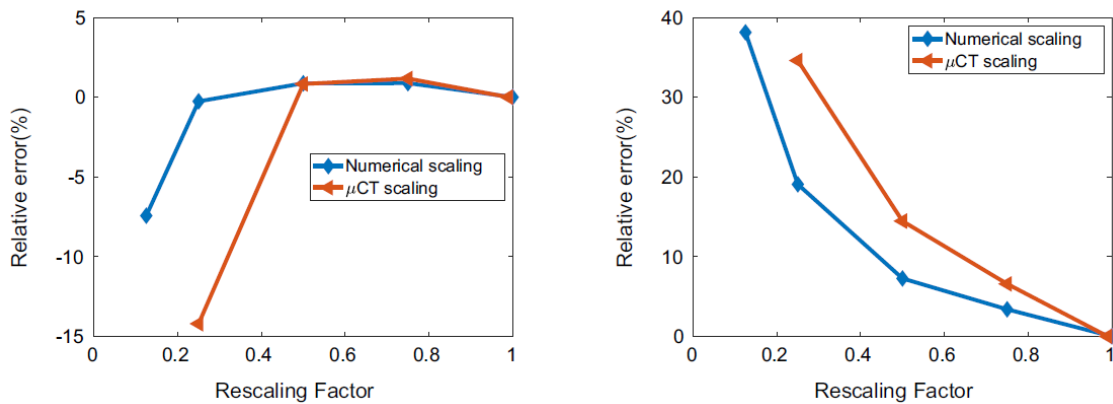 5
0
-5
-10
-15
Relative error(%)
0 0.2 0.4 0.6 0.8 1
Rescaling Factor
Numerical scaling
μCT scaling
40
30
20
10
0
Relative error(%)
0 0.2 0.4 0.6 0.8 1
Rescaling Factor
Numerical scaling
μCT scaling